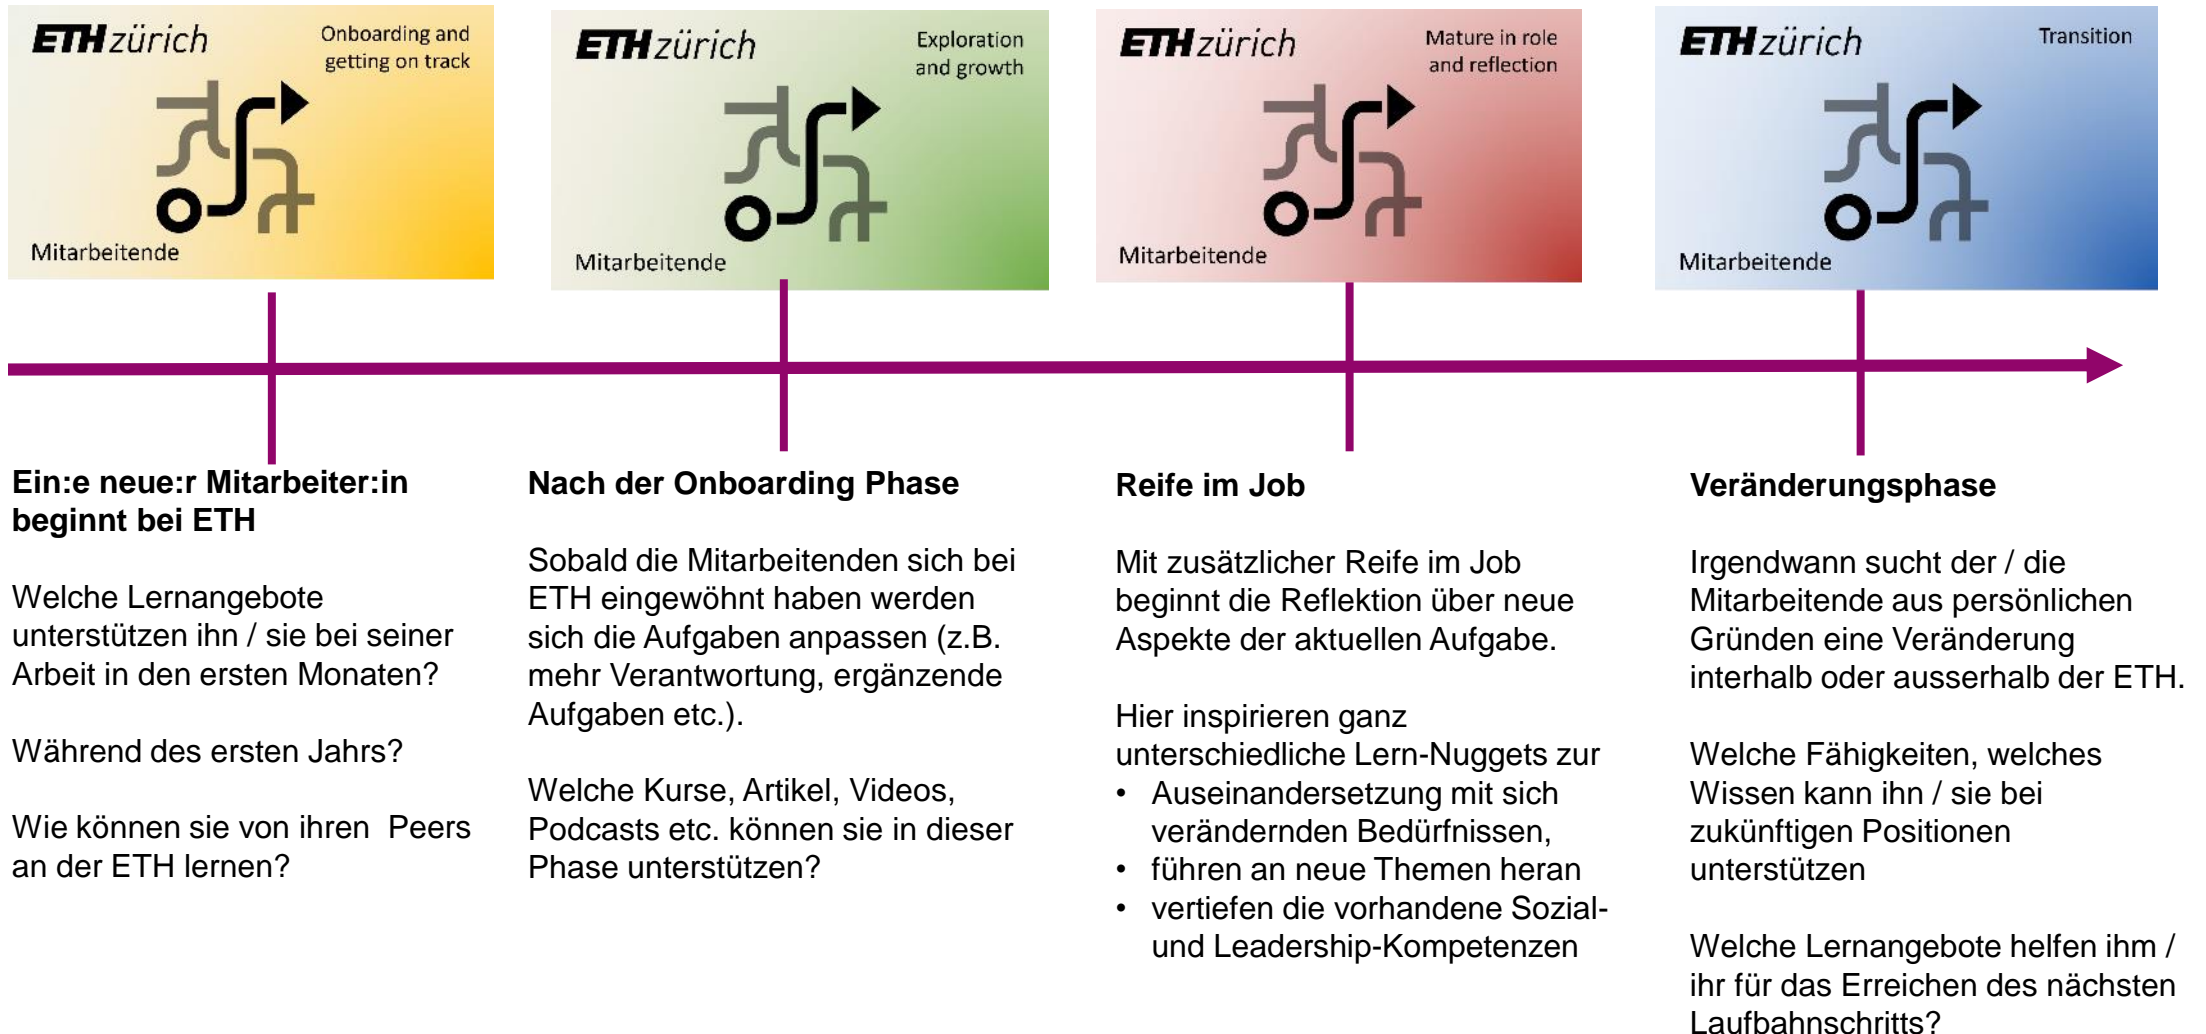 ETH zürich
Onboarding and
getting on track
Mitarbeitende
ETH zürich
Exploration
and growth
Mitarbeitende
ETH zürich
Mature in role
and reflection
Mitarbeitende
ETH zürich
Transition
Mitarbeitende
Ein:e neue:r Mitarbeiter:in
beginnt bei ETH
Welche Lernangebote
unterstützen ihn / sie bei seiner
Arbeit in den ersten Monaten?
Während des ersten Jahrs?
Wie können sie von ihren  Peers
an der ETH lernen?
Nach der Onboarding Phase
Sobald die Mitarbeitenden sich bei
ETH eingewöhnt haben werden
sich die Aufgaben anpassen (z.B.
mehr Verantwortung, ergänzende
Aufgaben etc.).
Welche Kurse, Artikel, Videos,
Podcasts etc. können sie in dieser
Phase unterstützen?
Reife im Job
Mit zusätzlicher Reife im Job
beginnt die Reflektion über neue
Aspekte der aktuellen Aufgabe.
Hier inspirieren ganz
unterschiedliche Lern-Nuggets zur
• Auseinandersetzung mit sich
verändernden Bedürfnissen,
• führen an neue Themen heran
• vertiefen die vorhandene Sozial-
und Leadership-Kompetenzen
Veränderungsphase
Irgendwann sucht der / die
Mitarbeitende aus persönlichen
Gründen eine Veränderung
interhalb oder ausserhalb der ETH.
Welche Fähigkeiten, welches
Wissen kann ihn / sie bei
zukünftigen Positionen
unterstützen
Welche Lernangebote helfen ihm /
ihr für das Erreichen des nächsten
Laufbahnschritts?